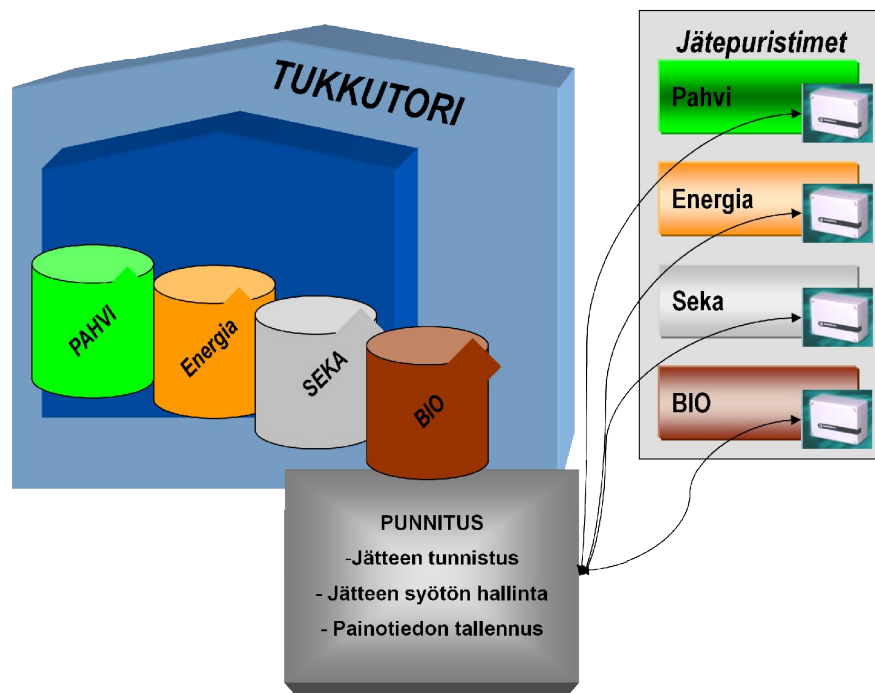 TUKKUTORI
PAHVI
Energia
SEKA
BIO
PUNNITUS
-Jätteen tunnistus
- Jätteen syötön hallinta
- Painotiedon tallennus
Jätepuristimet
Pahvi
Energia
Seka
BIO